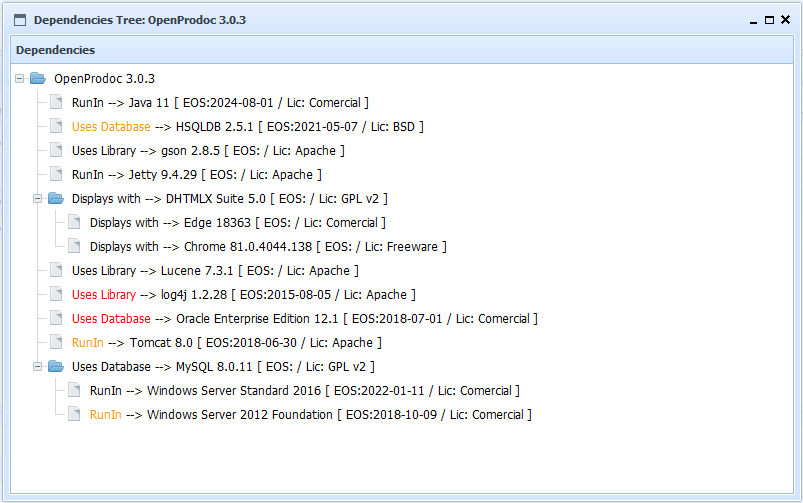 Dependencies Tree: OpenProdoc 3.0.3
Dependencies
OpenProdoc 3.0.3
RunIn --> Java 11 [ EOS:2024-08-01 / Lic: Comercial ]
Uses Database --> HSQLDB 2.5.1 [ EOS:2021-05-07 / Lic: BSD ]
Uses Library --> gson 2.8.5 [ EOS: / Lic: Apache ]
RunIn --> Jetty 9.4.29 [ EOS: / Lic: Apache ]
Displays with --> DHTMLX Suite 5.0 [ EOS: / Lic: GPL v2 ]
Displays with --> Edge 18363 [ EOS: / Lic: Comercial ]
Displays with --> Chrome 81.0.4044.138 [ EOS: / Lic: Freeware ]
Uses Library --> Lucene 7.3.1 [ EOS: / Lic: Apache ]
Uses Library --> log4j 1.2.28 [ EOS:2015-08-05 / Lic: Apache ]
Uses Database --> Oracle Enterprise Edition 12.1 [ EOS:2018-07-01 / Lic: Comercial ]
RunIn --> Tomcat 8.0 [ EOS:2018-06-30 / Lic: Apache ]
Uses Database --> MySQL 8.0.11 [ EOS: / Lic: GPL v2 ]
RunIn --> Windows Server Standard 2016 [ EOS:2022-01-11 / Lic: Comercial ]
RunIn --> Windows Server 2012 Foundation [ EOS:2018-10-09 / Lic: Comercial ]